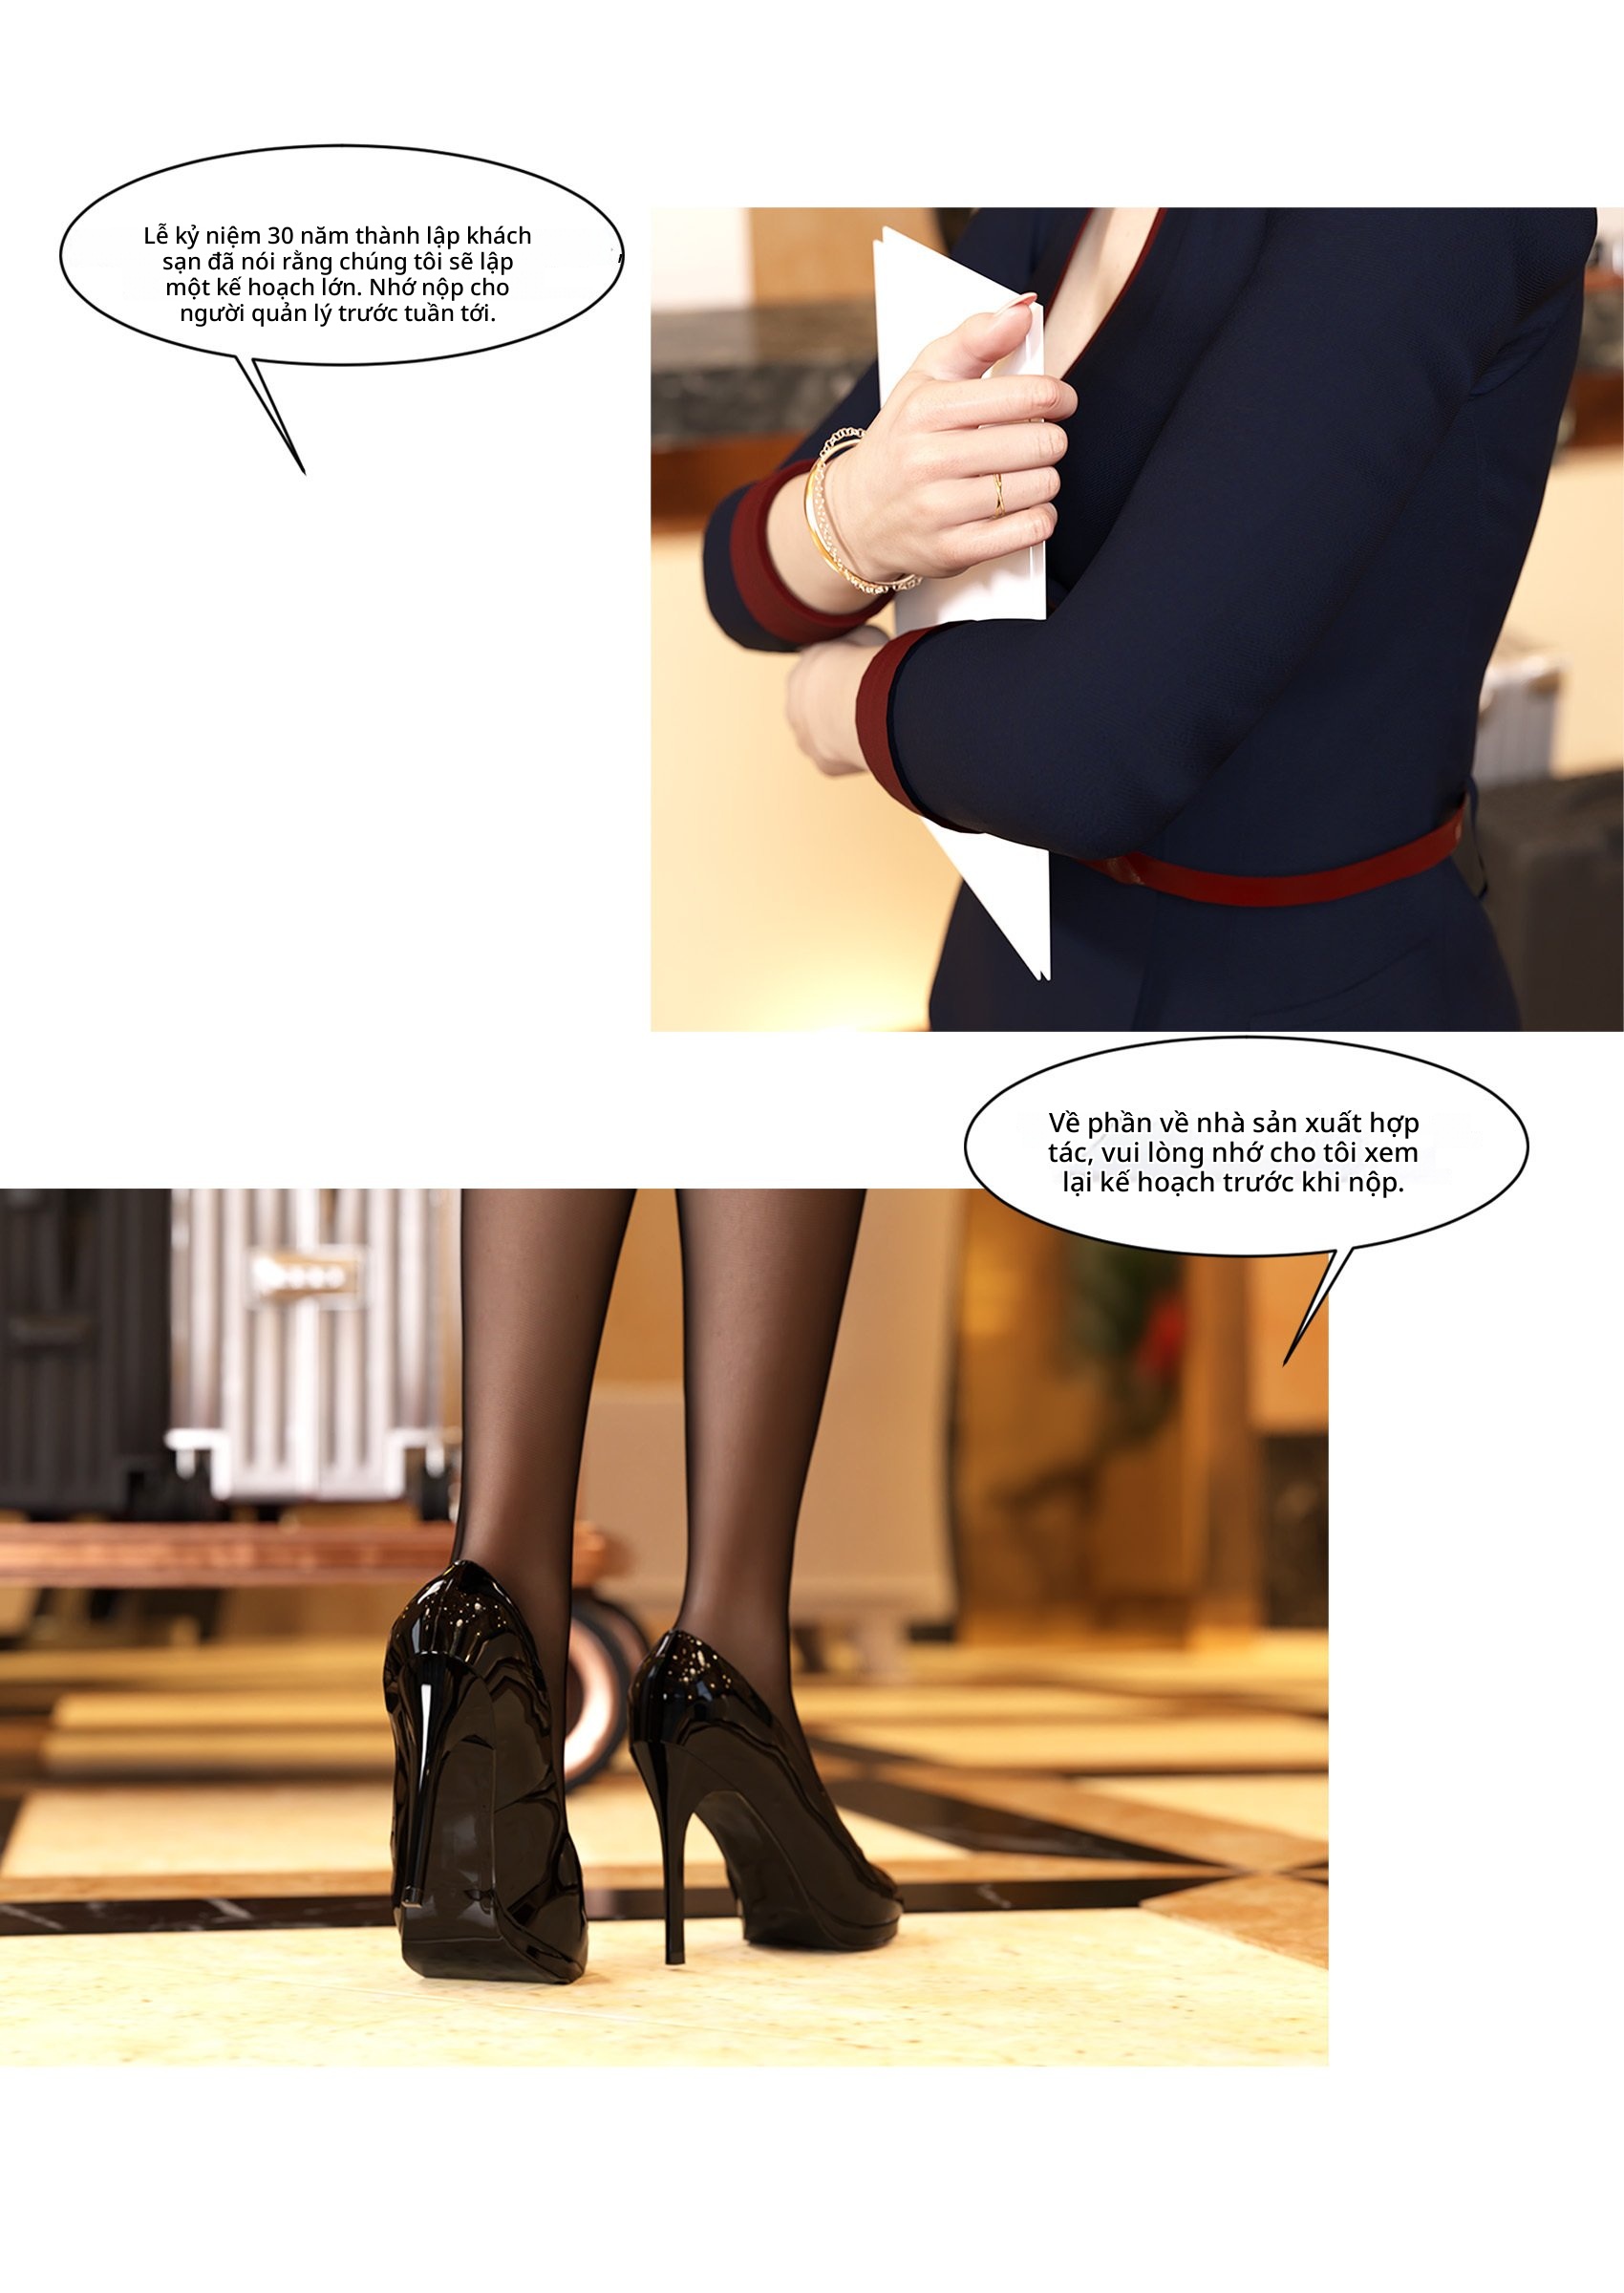 Lễ kỷ niệm 30 năm thành lập khách
sạn đã nói rằng chúng tôi sẽ lập
một kế hoạch lớn. Nhớ nộp cho
người quản lý trước tuần tới.
Về phần về nhà sản xuất hợp
tác, vui lòng nhớ cho tôi xem
lại kế hoạch trước khi nộp.